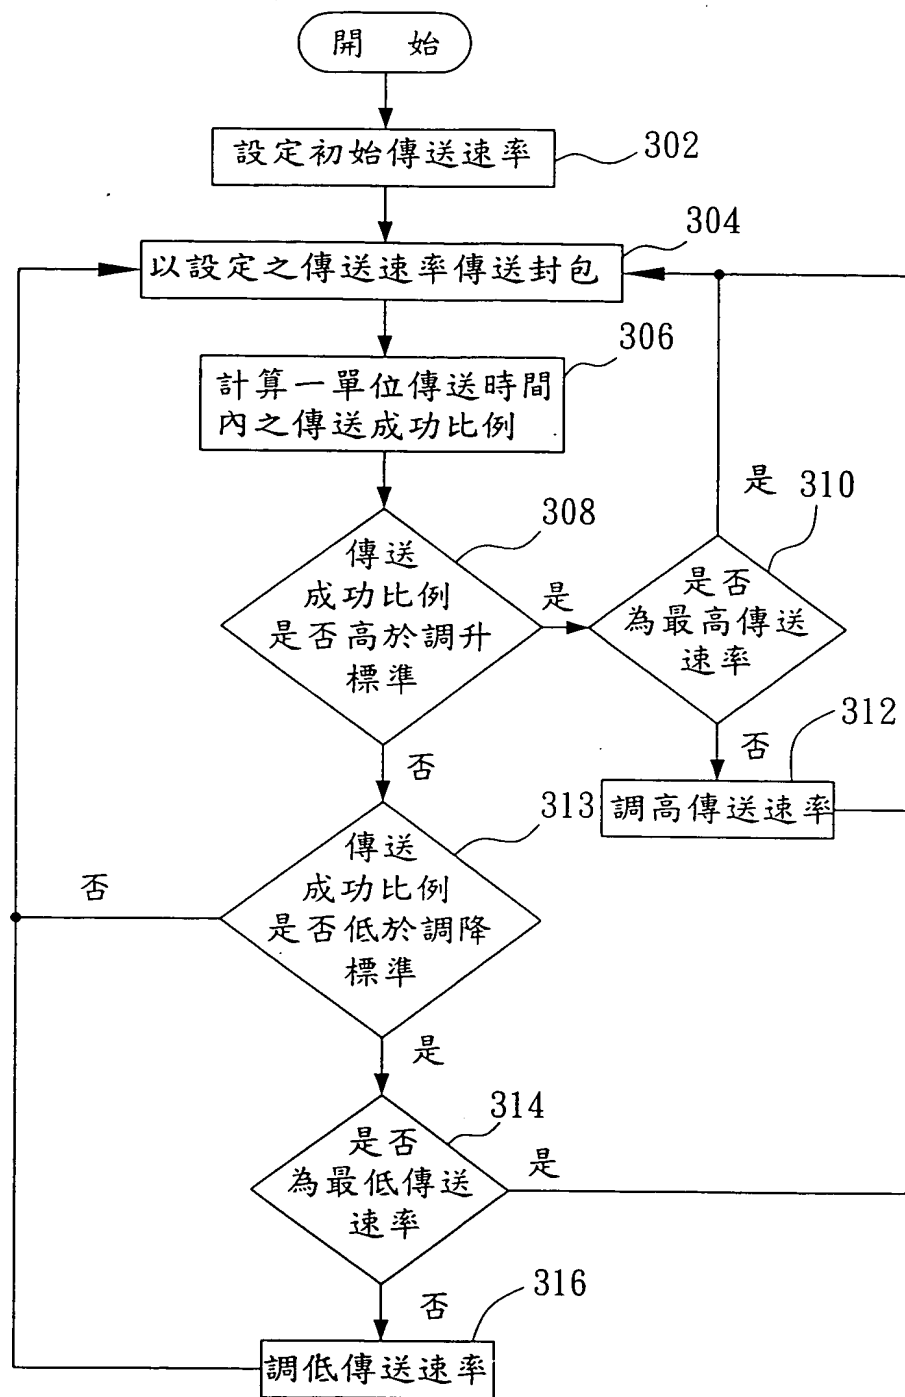 開 始
設定初始傳送速率
302
304
以設定之傳送速率傳送封包
306
計算一單位傳送時間
內之傳送成功比例
308
傳送
成功比例
是否高於調升
標準
是
是
310
是否
為最高傳送
速率
否
312
調高傳送速率
否
313
傳送
成功比例
是否低於調降
標準
否
是
314
是否
為最低傳送
速率
是
否
316
調低傳送速率